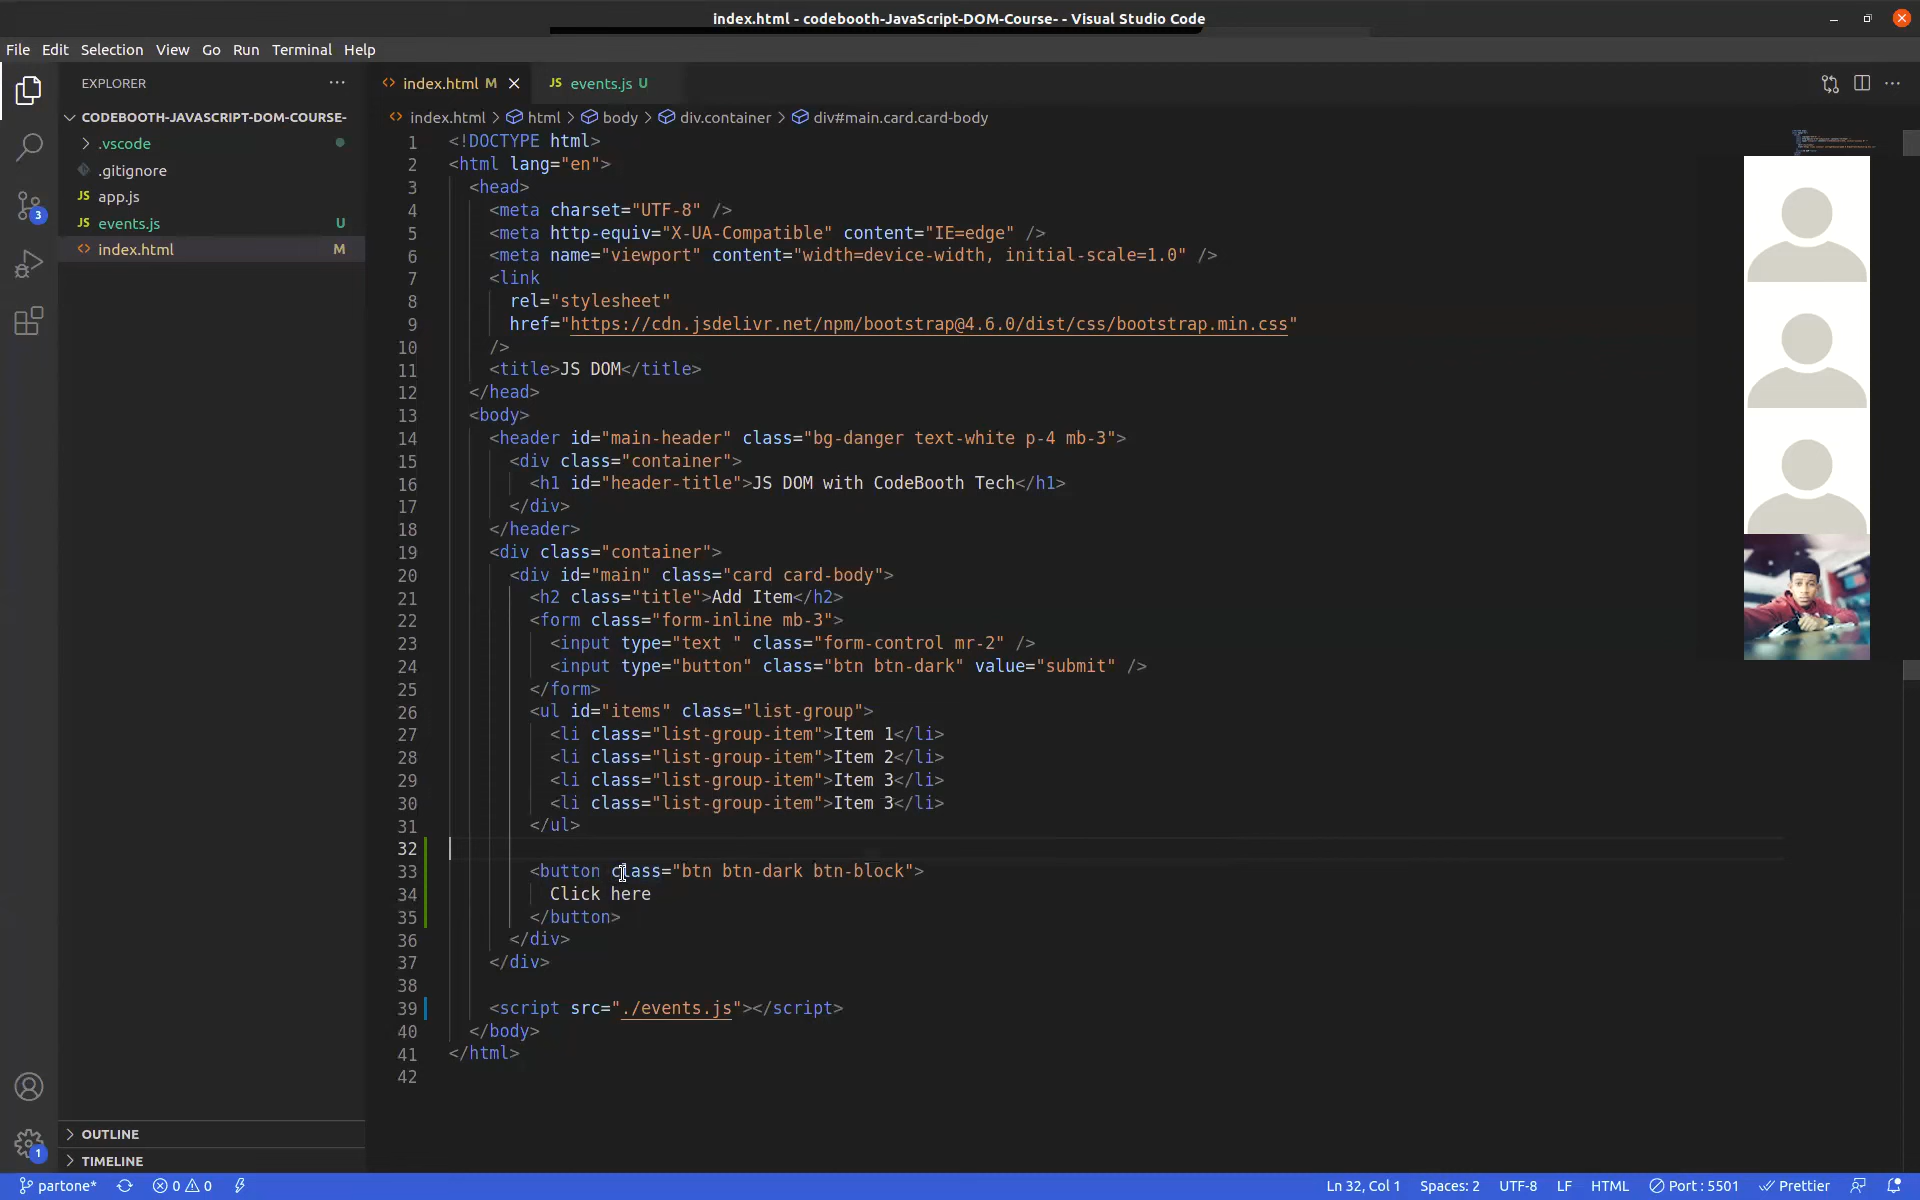 index.html - codebooth-JavaScript-DOM-Course- - Visual Studio Code
File Edit Selection View Go Run Terminal Help
EXPLORER
index.html M
JS events.js U
CODEBOOTH-JAVASCRIPT-DOM-COURSE-
index.html > html > body > div.container > div#main.card.card-body
.vscode
.gitignore
JS app.js
JS events.js U
index.html M
3
1 <!DOCTYPE html>
2 <html lang="en">
3 <head>
4 <meta charset="UTF-8" />
5 <meta http-equiv="X-UA-Compatible" content="IE=edge" />
6 <meta name="viewport" content="width=device-width, initial-scale=1.0" />
7 <link
8 rel="stylesheet"
9 href="https://cdn.jsdelivr.net/npm/bootstrap@4.6.0/dist/css/bootstrap.min.css"
10 />
11 <title>JS DOM</title>
12 </head>
13 <body>
14 <header id="main-header" class="bg-danger text-white p-4 mb-3">
15 <div class="container">
16 <h1 id="header-title">JS DOM with CodeBooth Tech</h1>
17 </div>
18 </header>
19 <div class="container">
20 <div id="main" class="card card-body">
21 <h2 class="title">Add Item</h2>
22 <form class="form-inline mb-3">
23 <input type="text " class="form-control mr-2" />
24 <input type="button" class="btn btn-dark" value="submit" />
25 </form>
26 <ul id="items" class="list-group">
27 <li class="list-group-item">Item 1</li>
28 <li class="list-group-item">Item 2</li>
29 <li class="list-group-item">Item 3</li>
30 <li class="list-group-item">Item 3</li>
31 </ul>
32
33 <button class="btn btn-dark btn-block">
34 Click here
35 </button>
36 </div>
37 </div>
38
39 <script src="./events.js"></script>
40 </body>
41 </html>
42
OUTLINE
TIMELINE
1
partone* 0 0 Ln 32, Col 1 Spaces: 2 UTF-8 LF HTML Port : 5501 Prettier